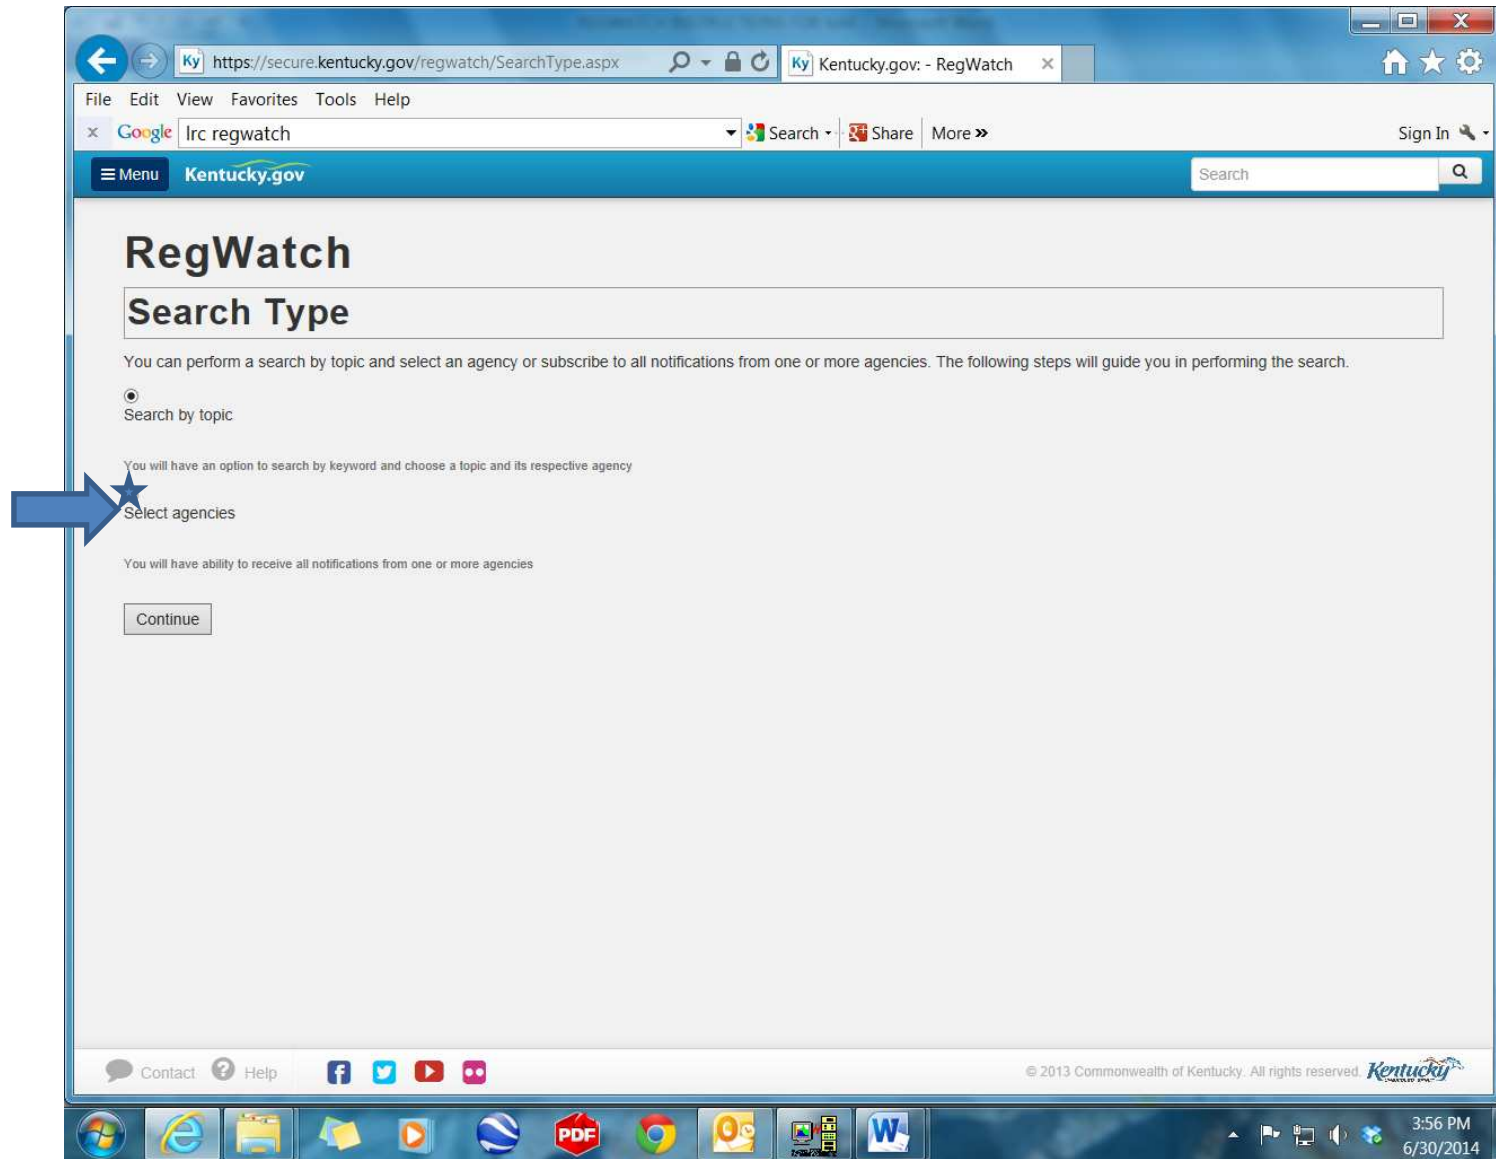 X
Ky https://secure.kentucky.gov/regwatch/SearchType.aspx
Ky Kentucky.gov: - RegWatch ×
File Edit View Favorites Tools Help
x Google lrc regwatch Search Share More » Sign In
Menu Kentucky.gov Search
RegWatch
Search Type
You can perform a search by topic and select an agency or subscribe to all notifications from one or more agencies. The following steps will guide you in performing the search.
Search by topic
You will have an option to search by keyword and choose a topic and its respective agency
Select agencies
You will have ability to receive all notifications from one or more agencies
Continue
Contact Help © 2013 Commonwealth of Kentucky. All rights reserved. Kentucky
PDF
3:56 PM
6/30/2014